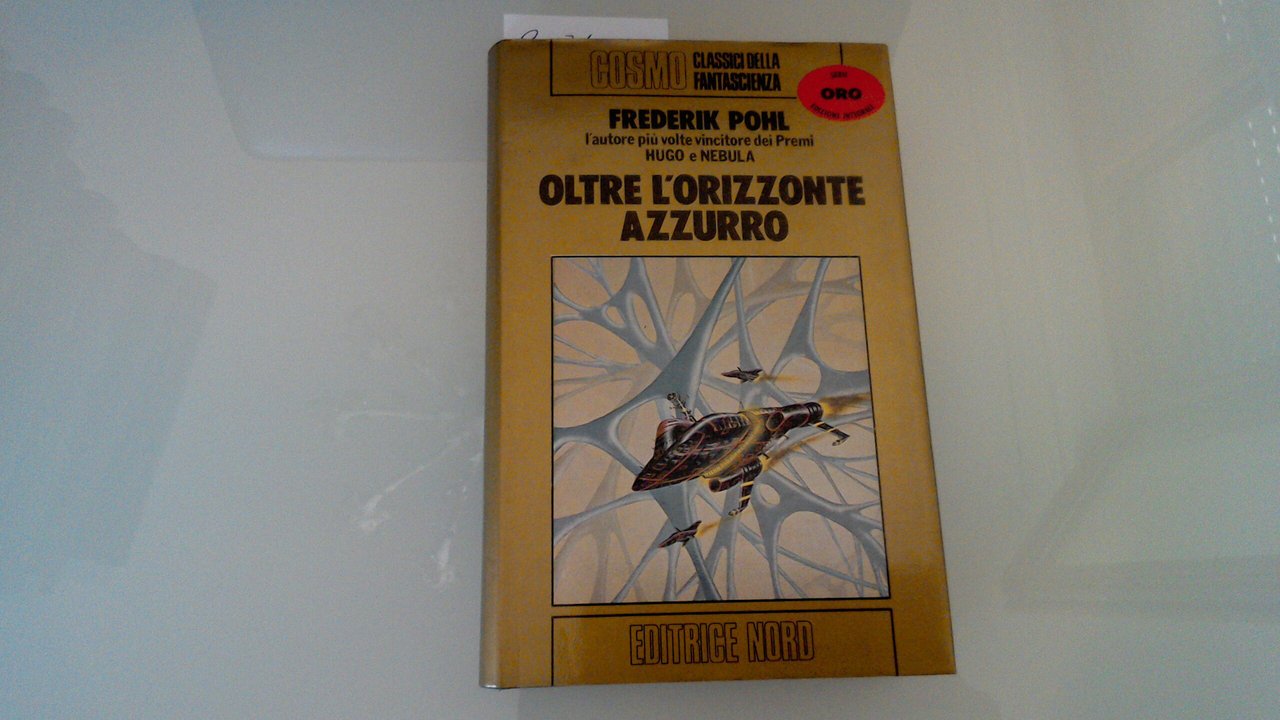 COSMO CLASSICI DELLA
FANTASCIENZA
SERIE
ORO
FREDERIK POHL
l'autore più volte vincitore dei Premi
HUGO e NEBULA
OLTRE L'ORIZZONTE
AZZURRO
EDITRICE NORD